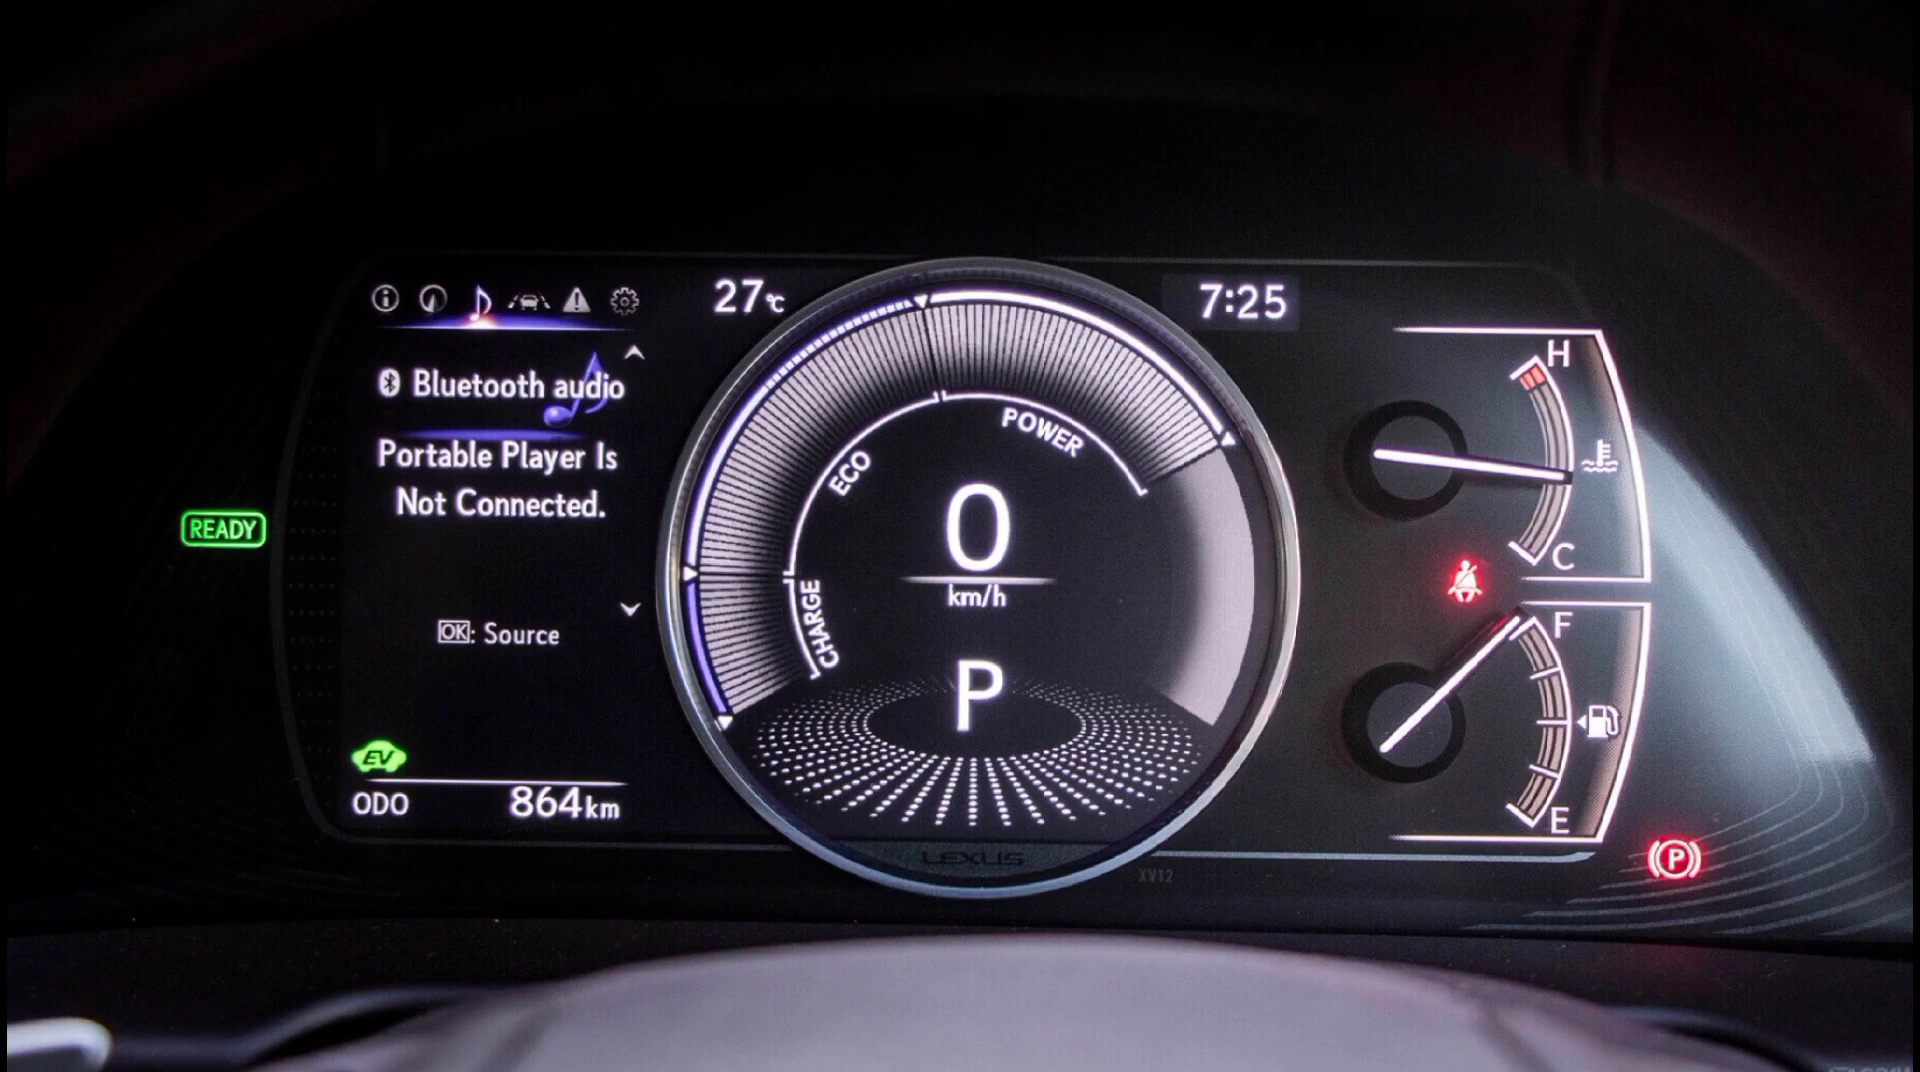 27℃
7:25
Bluetooth audio
Portable Player Is
Not Connected.
OK: Source
READY
EV
ODO 864km
CHARGE
ECO
POWER
0
km/h
P
H
C
F
E
P
LEXUS
XV12